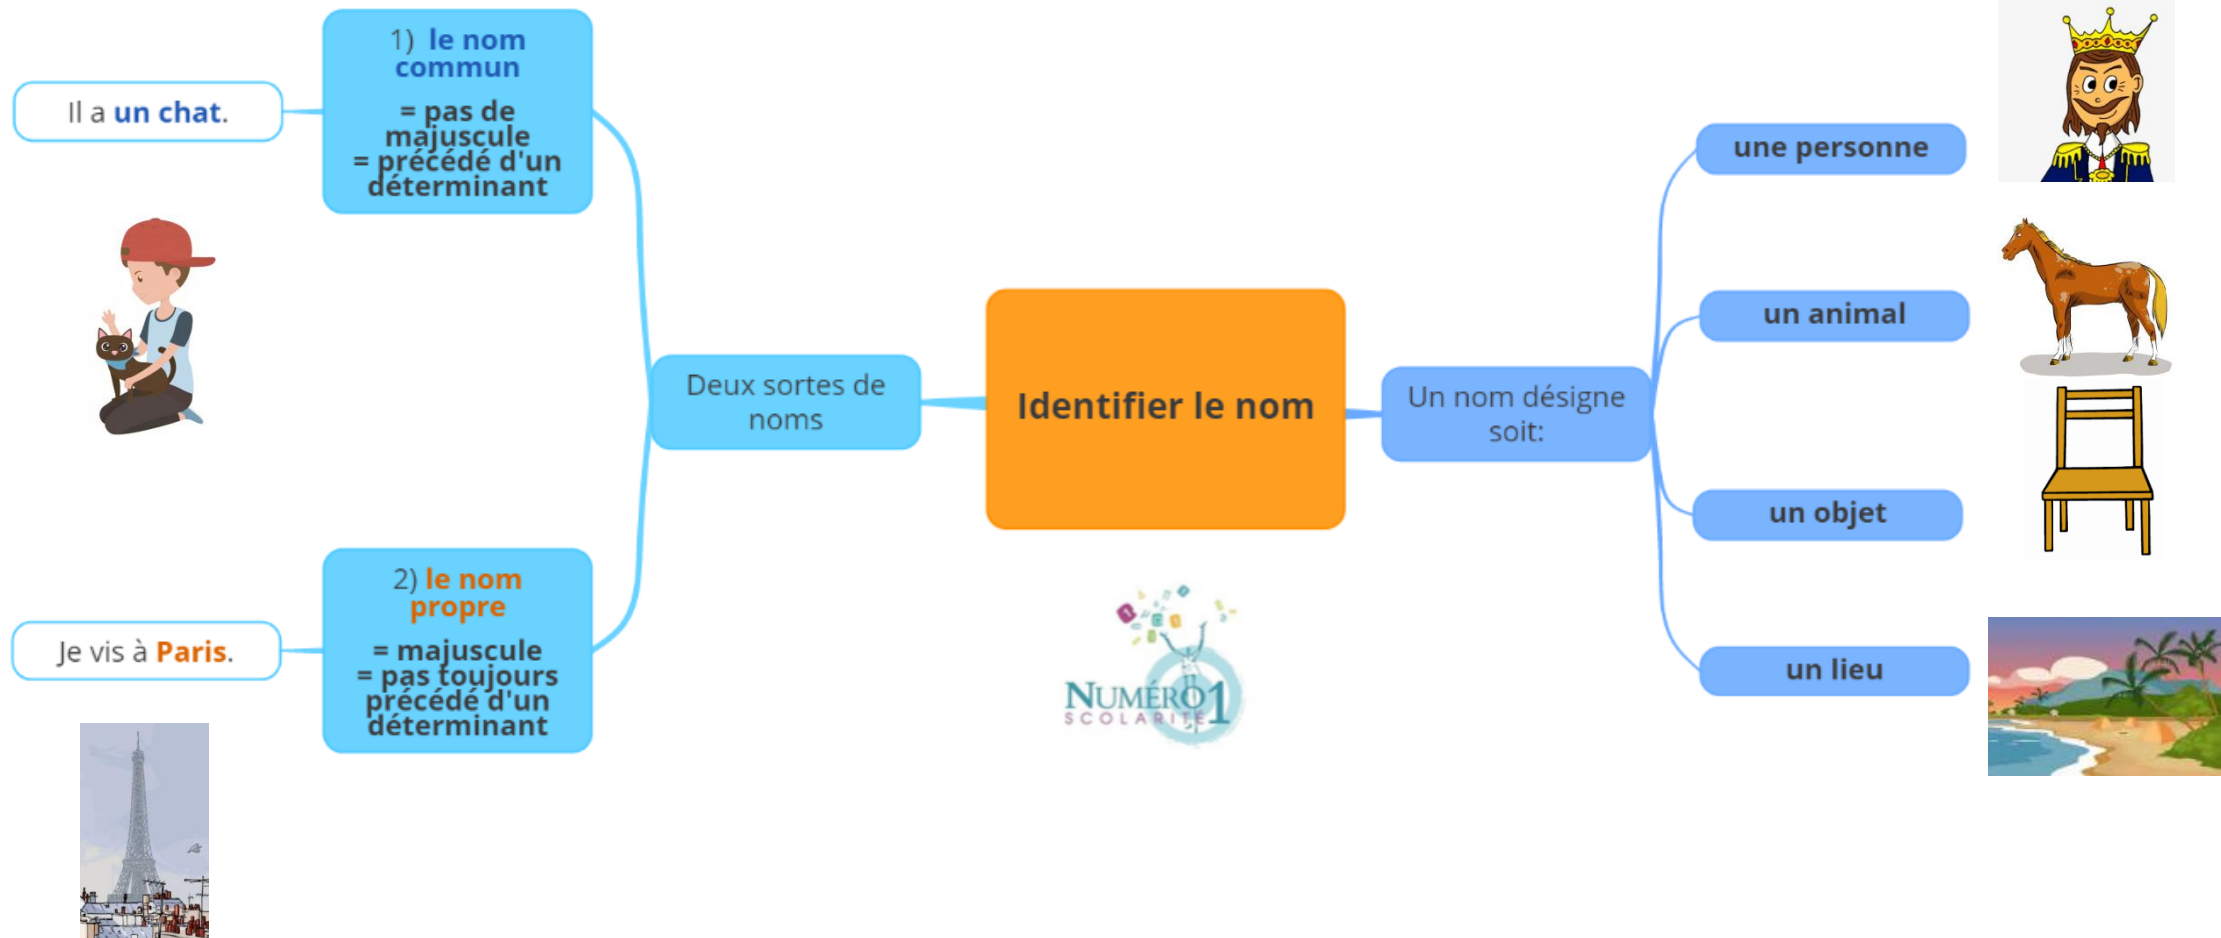 1) le nom
commun
= pas de
majuscule
= précédé d'un
déterminant
Il a un chat.
Deux sortes de
noms
2) le nom
propre
= majuscule
= pas toujours
précédé d'un
déterminant
Je vis à Paris.
Identifier le nom
NUMÉRO1
SCOLARITÉ
Un nom désigne
soit:
une personne
un animal
un objet
un lieu